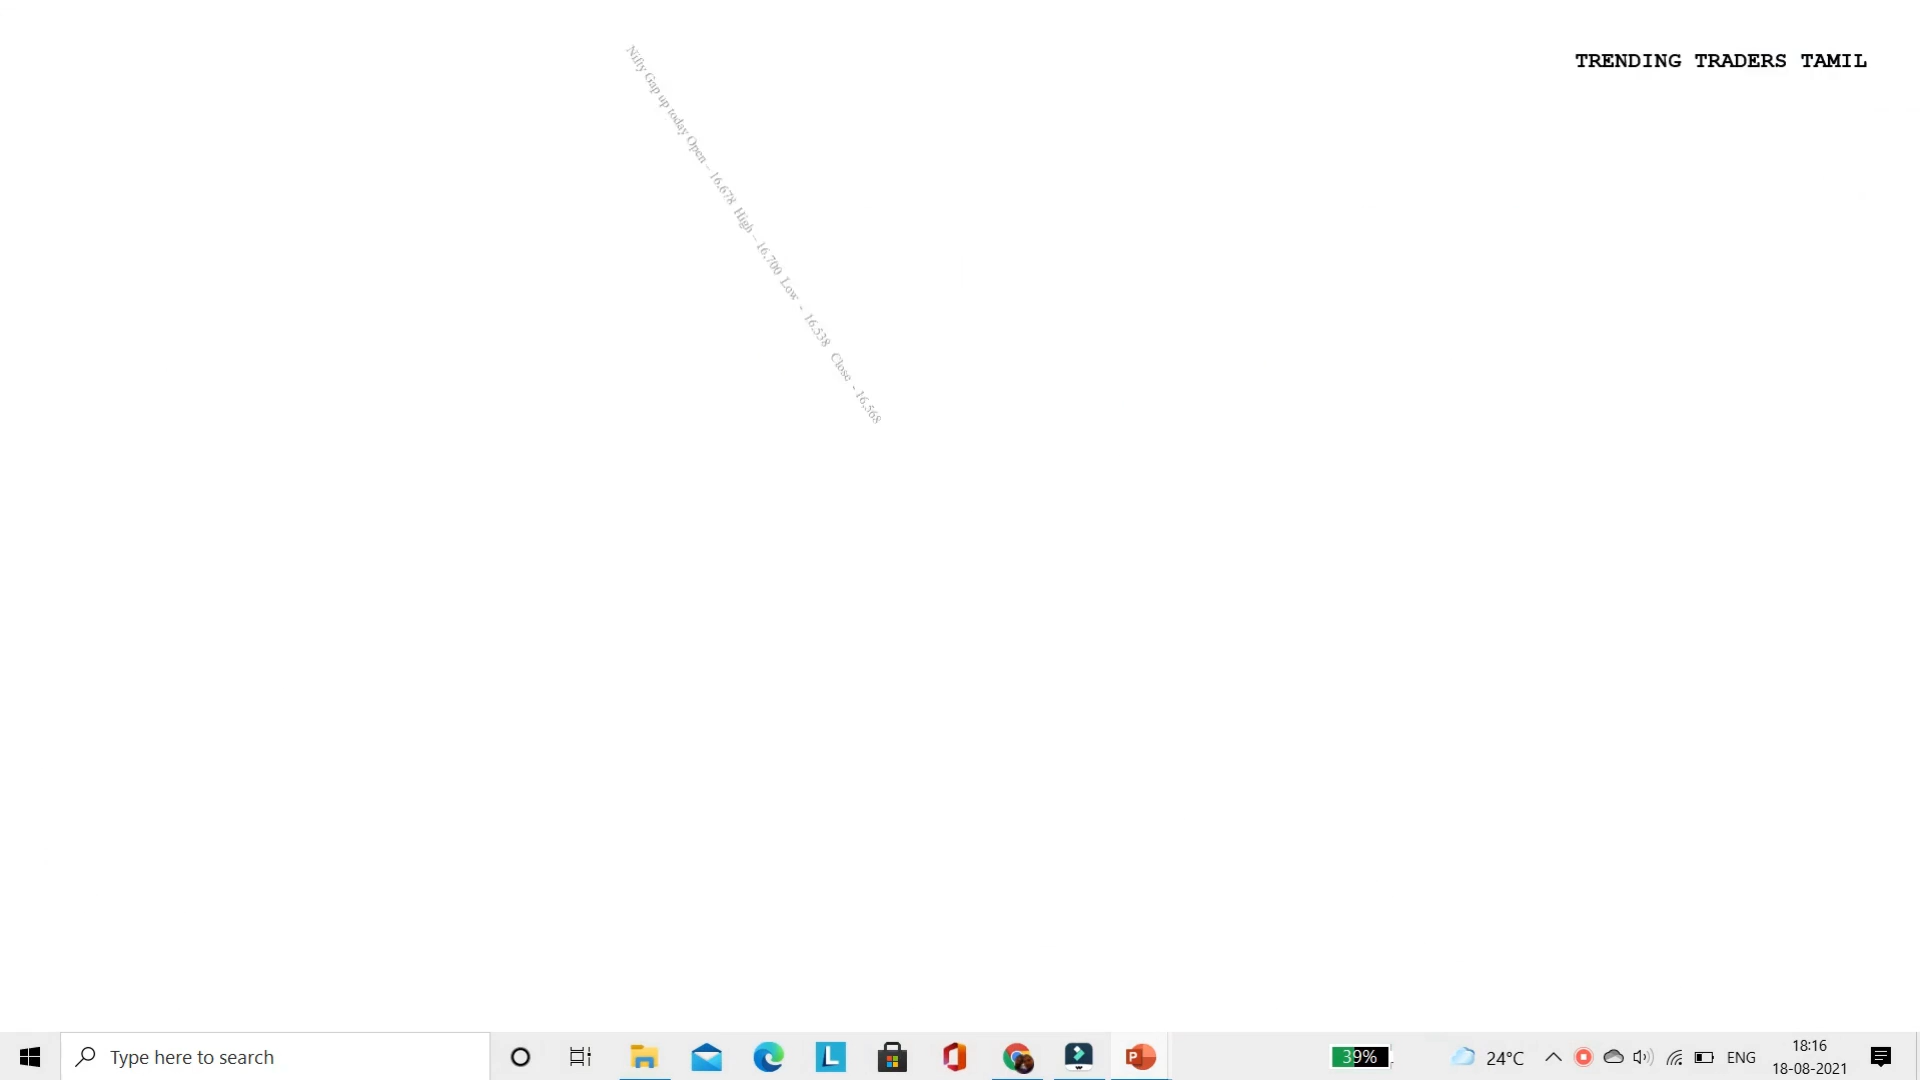 TRENDING TRADERS TAMIL
Nifty Gap up today Open – 16,678 High – 16,700 Low - 16,538 Close - 16,568
Type here to search
39%
24°C
ENG
18:16
18-08-2021